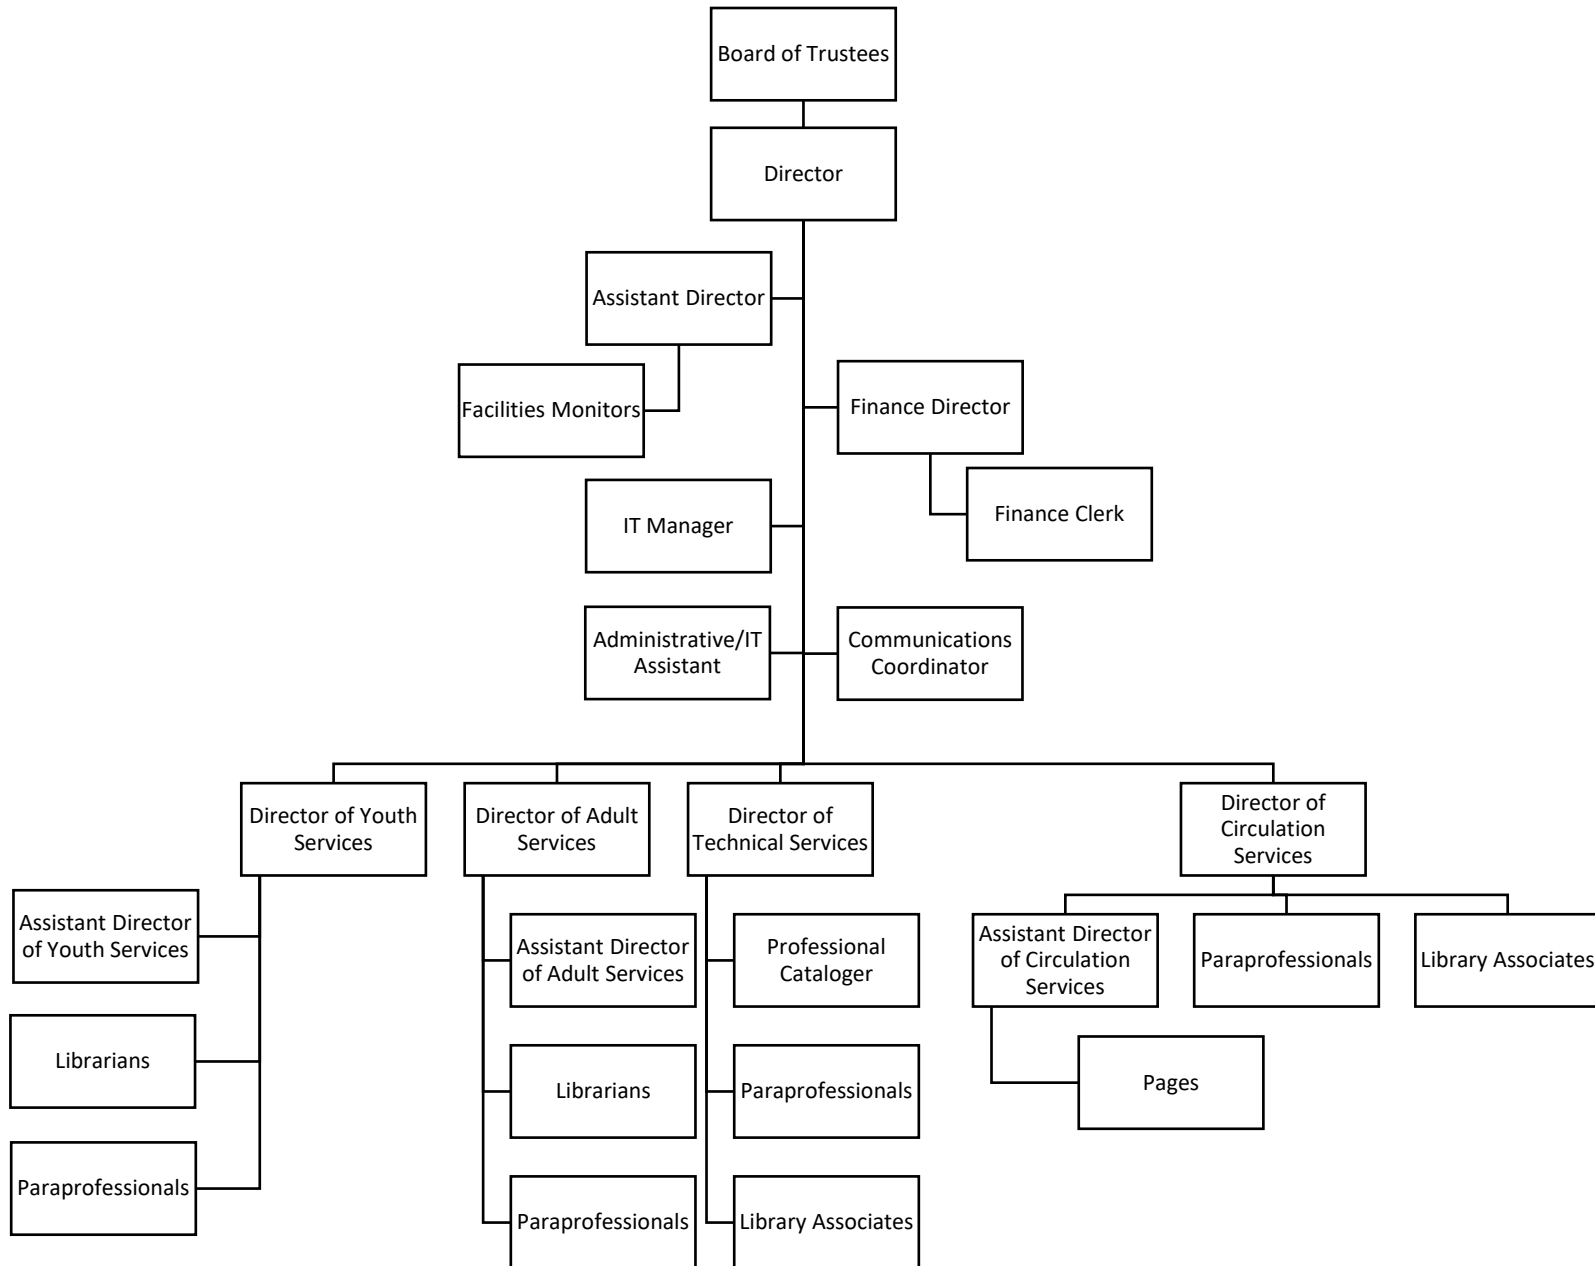 Board of Trustees
Director
Assistant Director
Facilities Monitors
Finance Director
Finance Clerk
IT Manager
Administrative/IT
Assistant
Communications
Coordinator
Director of Youth
Services
Director of Adult
Services
Director of
Technical Services
Director of
Circulation
Services
Assistant Director
of Youth Services
Librarians
Paraprofessionals
Assistant Director
of Adult Services
Librarians
Paraprofessionals
Professional
Cataloger
Paraprofessionals
Library Associates
Assistant Director
of Circulation
Services
Pages
Paraprofessionals
Library Associates